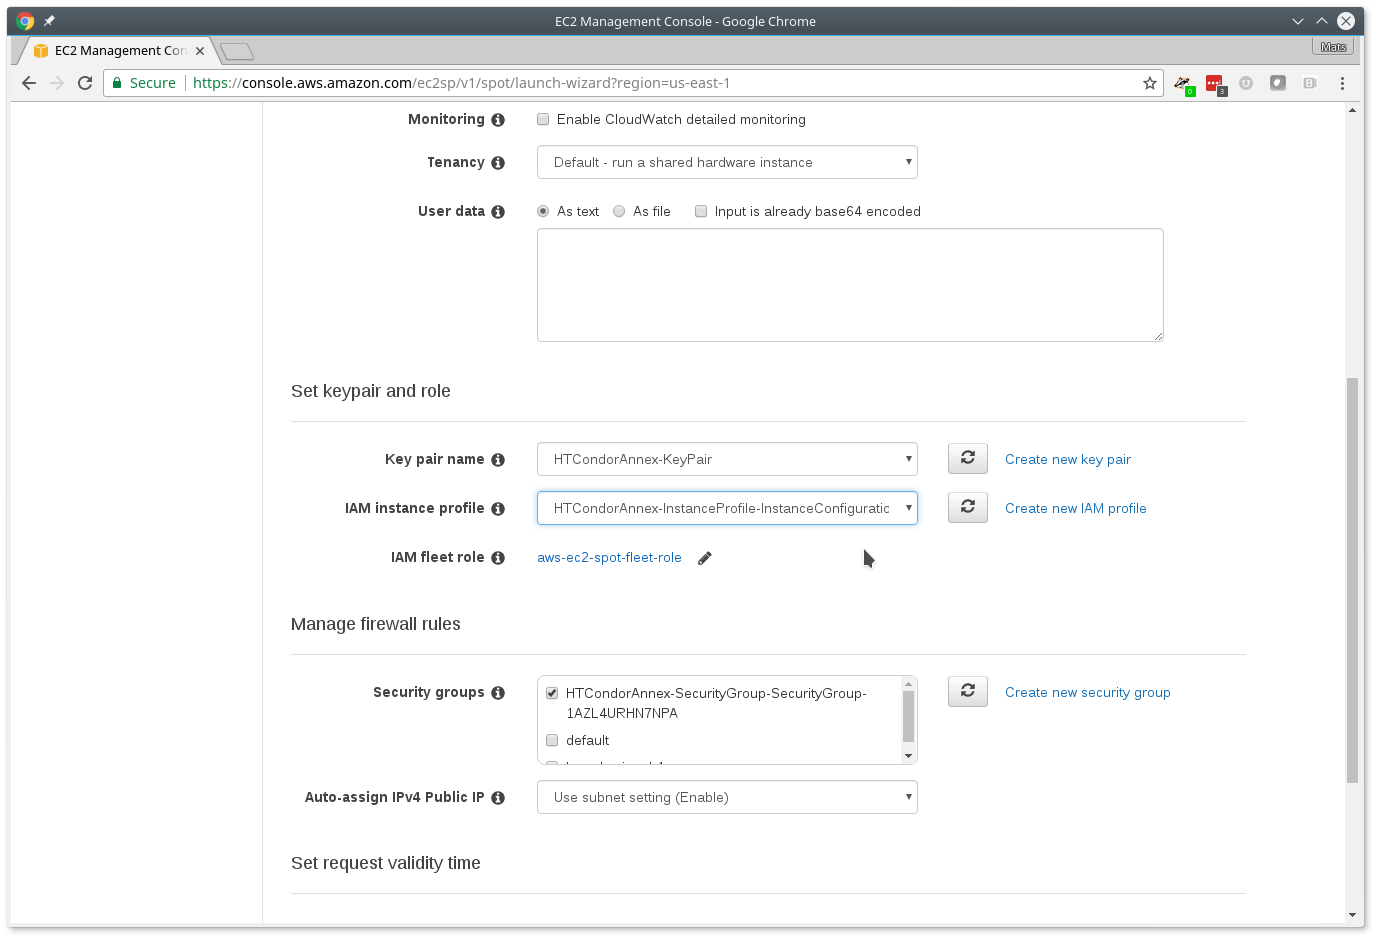 EC2 Management Console - Google Chrome
EC2 Management Con
Mats
Secure https://console.aws.amazon.com/ec2sp/v1/spot/launch-wizard?region=us-east-1
0
3
Monitoring Enable CloudWatch detailed monitoring
Tenancy Default - run a shared hardware instance
User data As text As file Input is already base64 encoded
Set keypair and role
Key pair name HTCondorAnnex-KeyPair Create new key pair
IAM instance profile HTCondorAnnex-InstanceProfile-InstanceConfiguratic Create new IAM profile
IAM fleet role aws-ec2-spot-fleet-role
Manage firewall rules
Security groups HTCondorAnnex-SecurityGroup-SecurityGroup- Create new security group
1AZL4URHN7NPA
default
Auto-assign IPv4 Public IP Use subnet setting (Enable)
Set request validity time